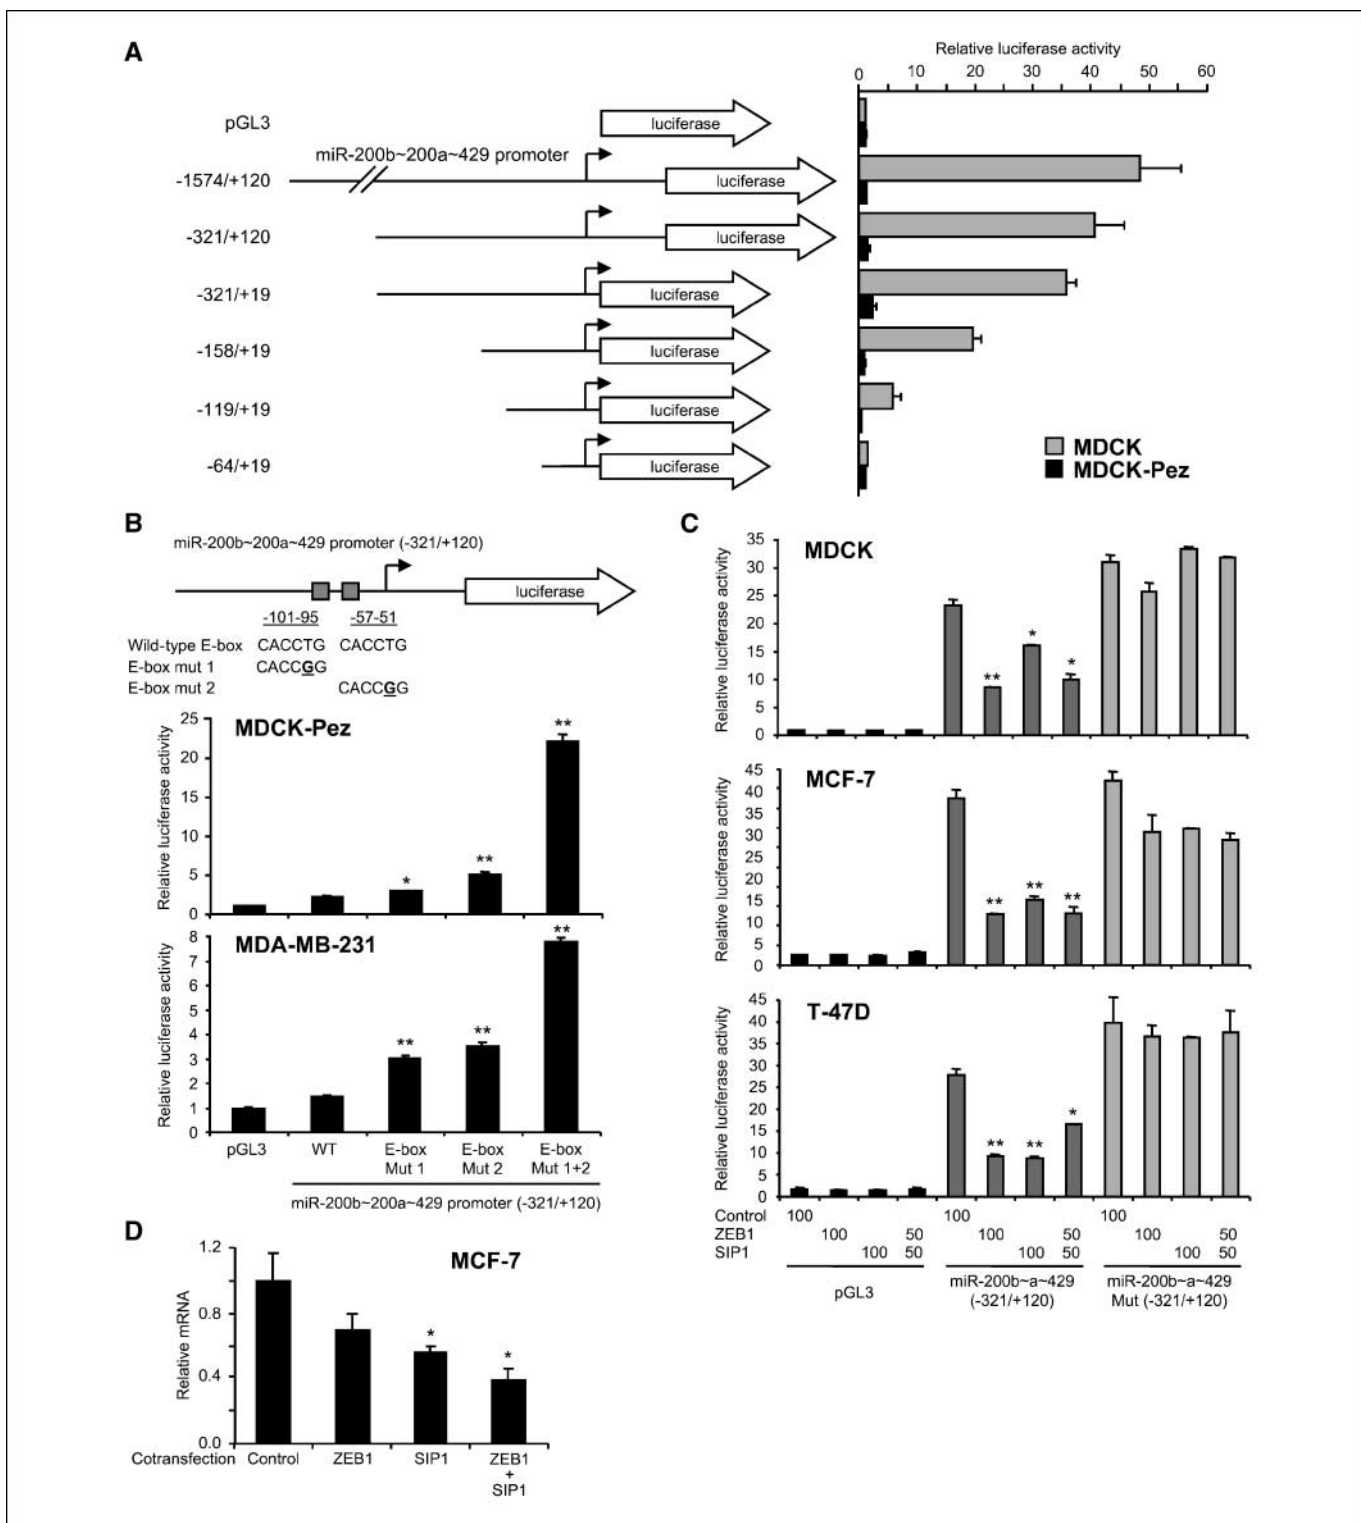 A
Relative luciferase activity
0 10 20 30 40 50 60
pGL3 luciferase
miR-200b~200a~429 promoter
-1574/+120 luciferase
-321/+120 luciferase
-321/+19 luciferase
-158/+19 luciferase
-119/+19 luciferase
-64/+19 luciferase
MDCK
MDCK-Pez
B
miR-200b~200a~429 promoter (-321/+120)
luciferase
-101-95 -57-51
Wild-type E-box CACCTG CACCTG
E-box mut 1 CACCGG
E-box mut 2 CACCGG
MDCK-Pez
Relative luciferase activity
25
20
15
10
5
0
* ** **
MDA-MB-231
Relative luciferase activity
8
7
6
5
4
3
2
1
0
** ** **
pGL3 WT E-box E-box E-box
Mut 1 Mut 2 Mut 1+2
miR-200b~200a~429 promoter (-321/+120)
C
MDCK
Relative luciferase activity
35
30
25
20
15
10
5
0
** * *
MCF-7
Relative luciferase activity
45
40
35
30
25
20
15
10
5
0
** ** **
T-47D
Relative luciferase activity
45
40
35
30
25
20
15
10
5
0
** ** *
Control 100 100 100
ZEB1 100 50 100 50 100 50
SIP1 100 50 100 50 100 50
pGL3
miR-200b~a~429
(-321/+120)
miR-200b~a~429
Mut (-321/+120)
D
MCF-7
Relative mRNA
1.2
0.8
0.4
0.0
* *
Cotransfection Control ZEB1 SIP1 ZEB1
+
SIP1